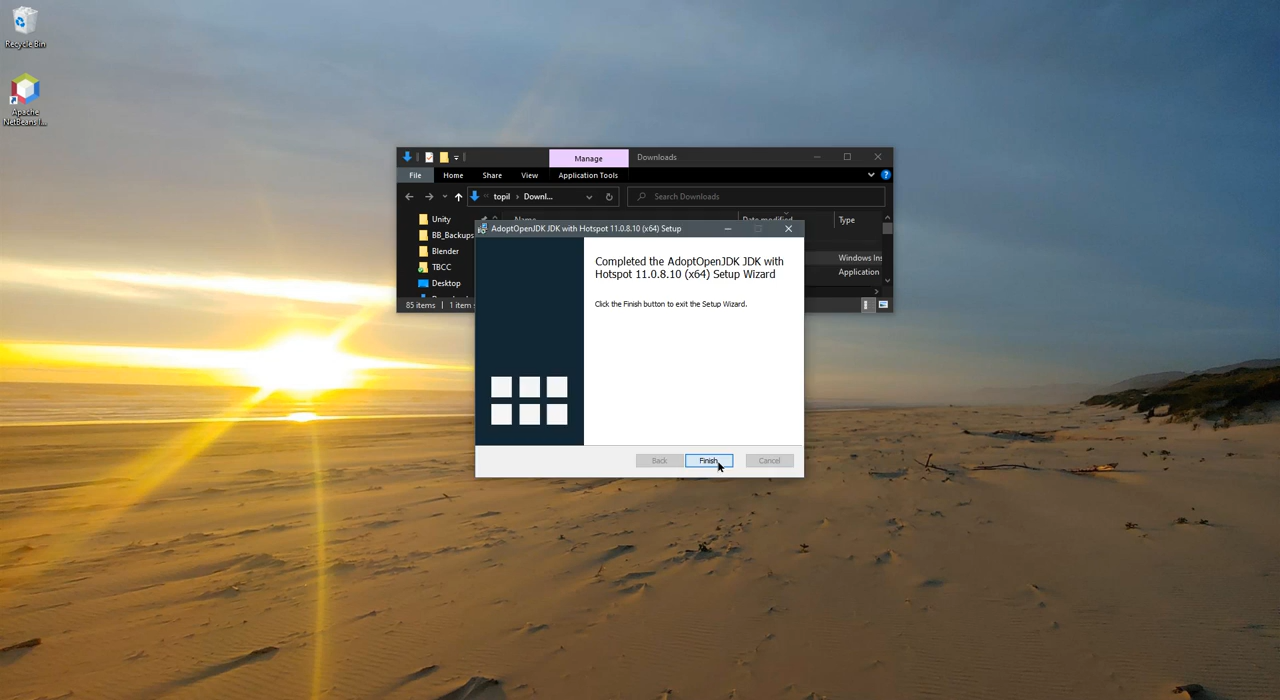 Recycle Bin
Apache
NetBeans I...
Manage
Downloads
File
Home
Share
View
Application Tools
topil
Downl...
Search Downloads
Unity
BB_Backups
Blender
TBCC
Desktop
Name
Date modified
Type
Windows Ins
Application
85 items
1 item
AdoptOpenJDK JDK with Hotspot 11.0.8.10 (x64) Setup
Completed the AdoptOpenJDK JDK with
Hotspot 11.0.8.10 (x64) Setup Wizard
Click the Finish button to exit the Setup Wizard.
Back
Finish
Cancel